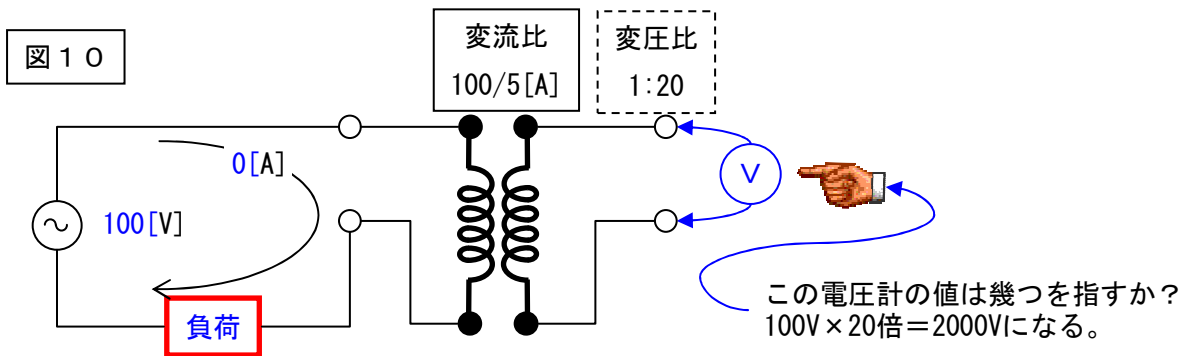 図10
変流比
100/5[A]
変圧比
1:20
0[A]
100[V]
V
負荷
この電圧計の値は幾つを指すか?
100V×20倍=2000Vになる。